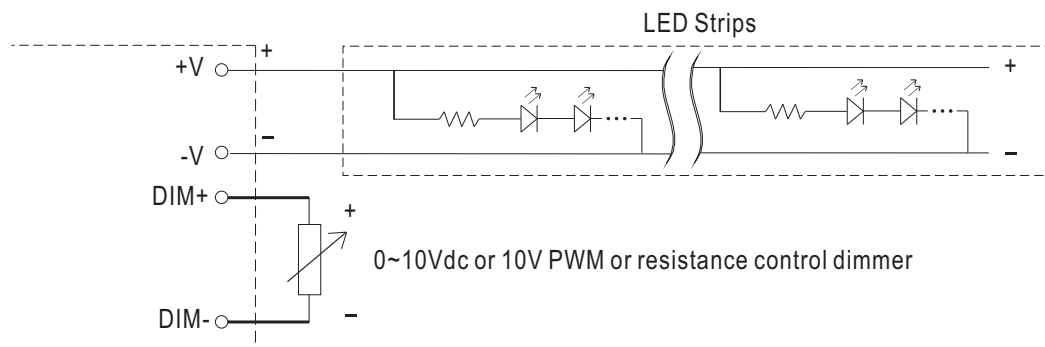 LED Strips
+
+V
+
-
-V
-
DIM+
+
0~10Vdc or 10V PWM or resistance control dimmer
DIM-
-